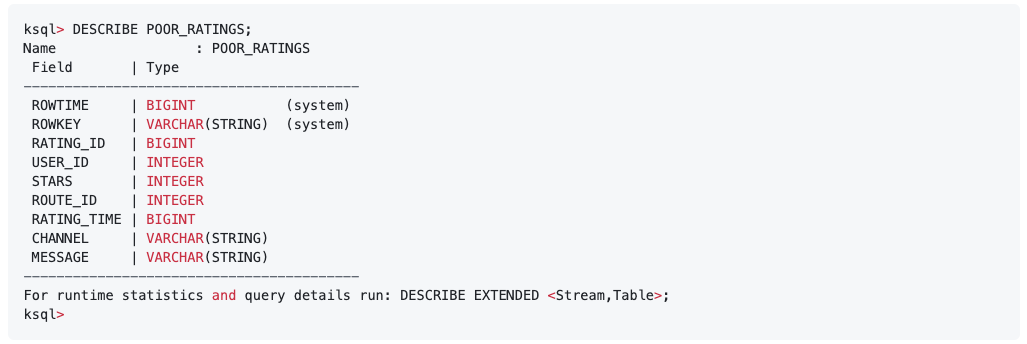 ksql> DESCRIBE POOR_RATINGS;
Name                 : POOR_RATINGS
 Field       | Type
-----------------------------------------
 ROWTIME     | BIGINT           (system)
 ROWKEY      | VARCHAR(STRING)  (system)
 RATING_ID   | BIGINT
 USER_ID     | INTEGER
 STARS       | INTEGER
 ROUTE_ID    | INTEGER
 RATING_TIME | BIGINT
 CHANNEL     | VARCHAR(STRING)
 MESSAGE     | VARCHAR(STRING)
-----------------------------------------
For runtime statistics and query details run: DESCRIBE EXTENDED <Stream,Table>;
ksql>